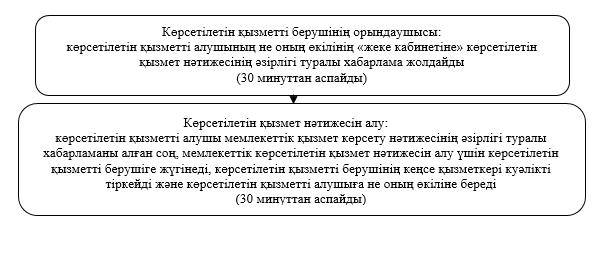 Көрсетілетін қызметті берушінің орындаушысы:
көрсетілетін қызметті алушының не оның өкілінің «жеке кабинетіне» көрсетілетін
қызмет нәтижесінің әзірлігі туралы хабарлама жолдайды
(30 минуттан аспайды)
Көрсетілетін қызмет нәтижесін алу:
көрсетілетін қызметті алушы мемлекеттік қызмет көрсету нәтижесінің әзірлігі туралы
хабарламаны алған соң, мемлекеттік көрсетілетін қызмет нәтижесін алу үшін көрсетілетін
қызметті берушіге жүгінеді, көрсетілетін қызметті берушінің кеңсе қызметкері куәлікті
тіркейді және көрсетілетін қызметті алушыға не оның өкіліне береді
(30 минуттан аспайды)